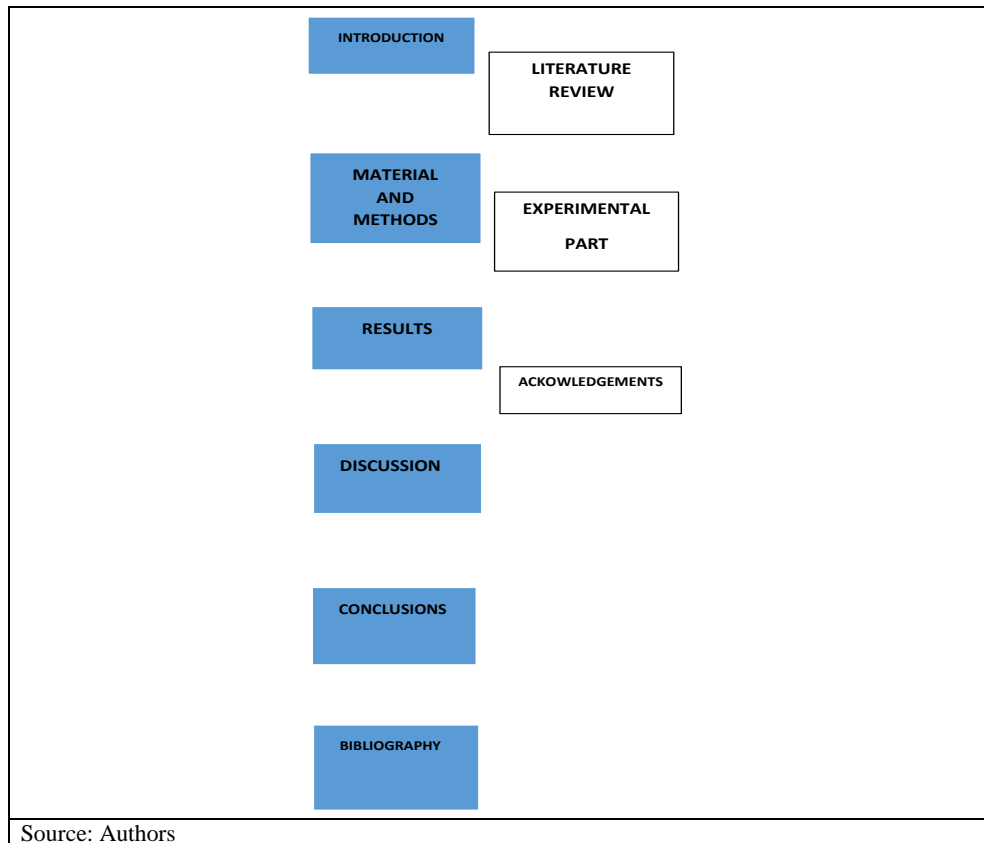 INTRODUCTION
LITERATURE
REVIEW
MATERIAL
AND
METHODS
EXPERIMENTAL
PART
RESULTS
ACKOWLEDGEMENTS
DISCUSSION
CONCLUSIONS
BIBLIOGRAPHY
Source: Authors